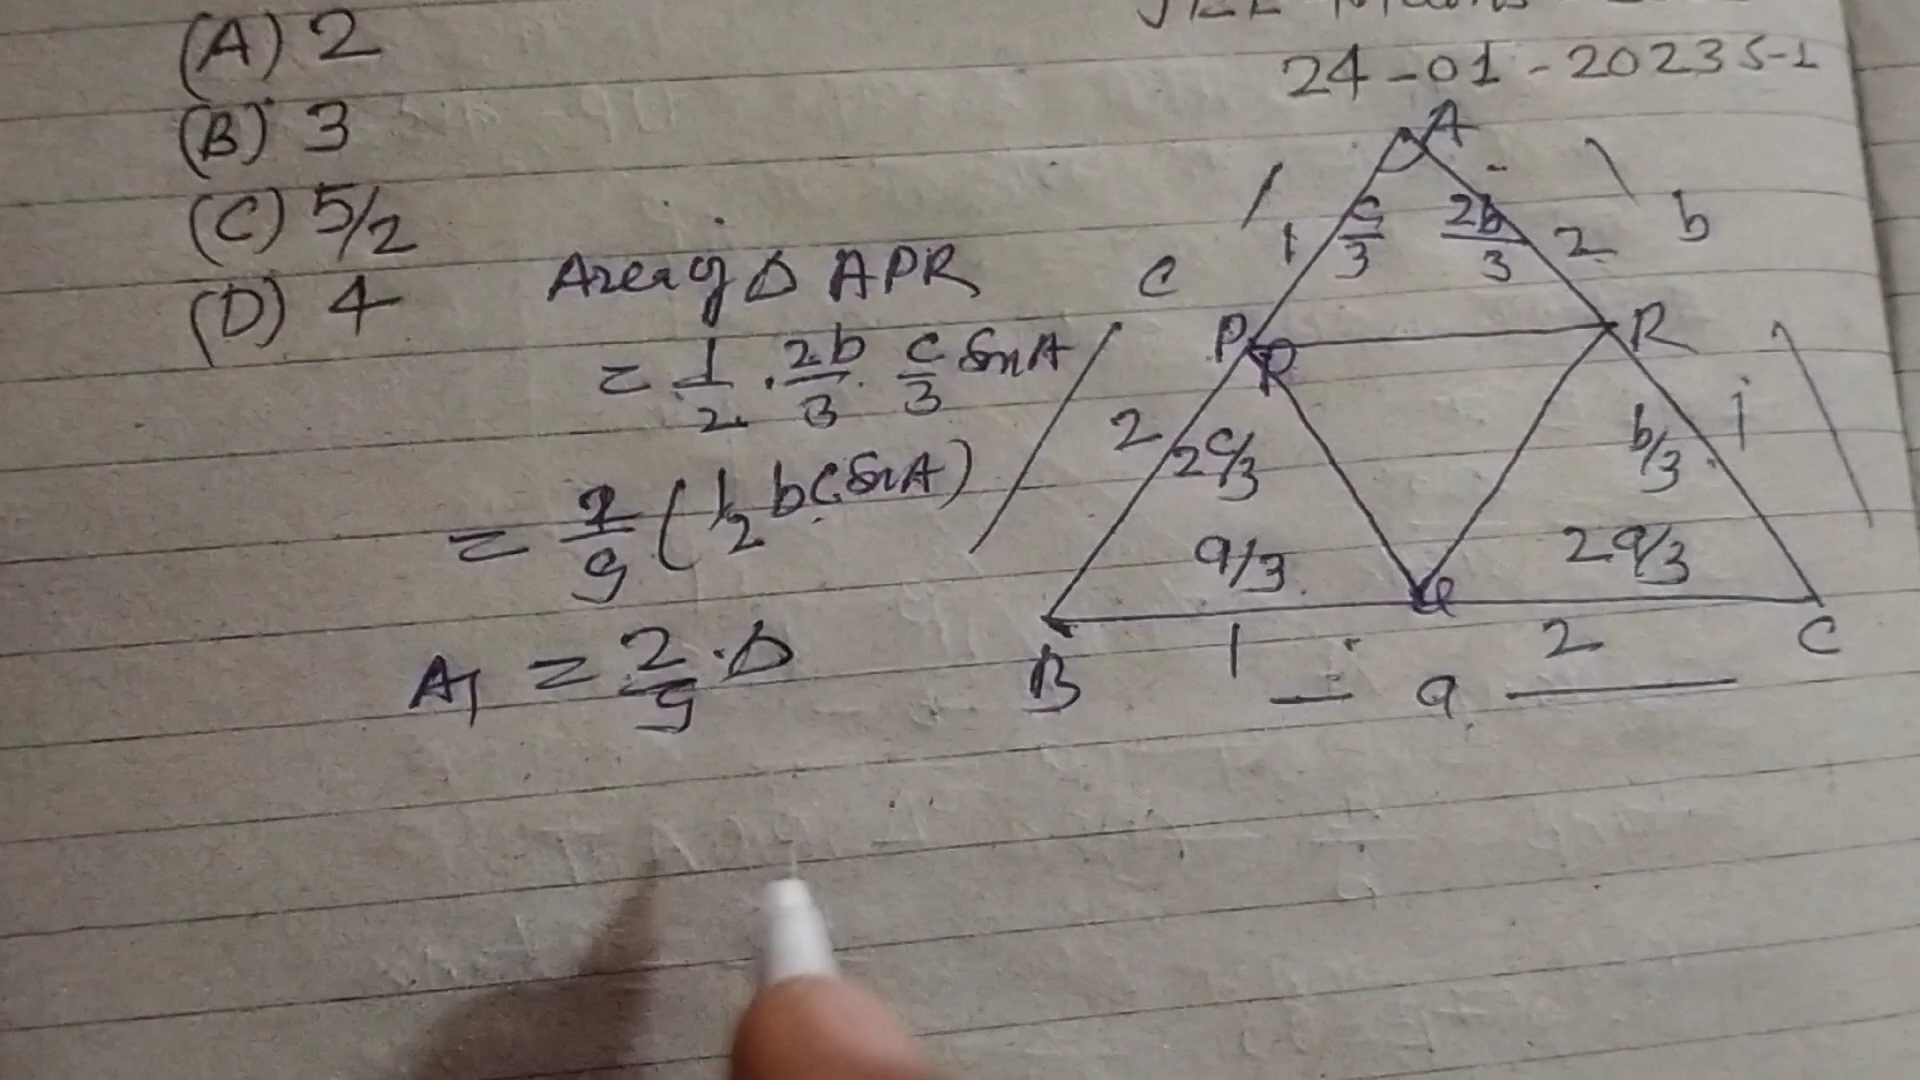 24-01-2023 S-1
(A) 2
(B) 3
(C) 5/2
(D) 4
Area of Δ APR
= 1/2 . 2b/3 . c/3 sinA
= 2/9 (1/2 bc sinA)
A1 = 2/9 . Δ
A
c/3
2b/3
1
2
b
c
P
P
R
2
2c/3
b/3
1
a/3
2a/3
Q
B
1
2
C
a